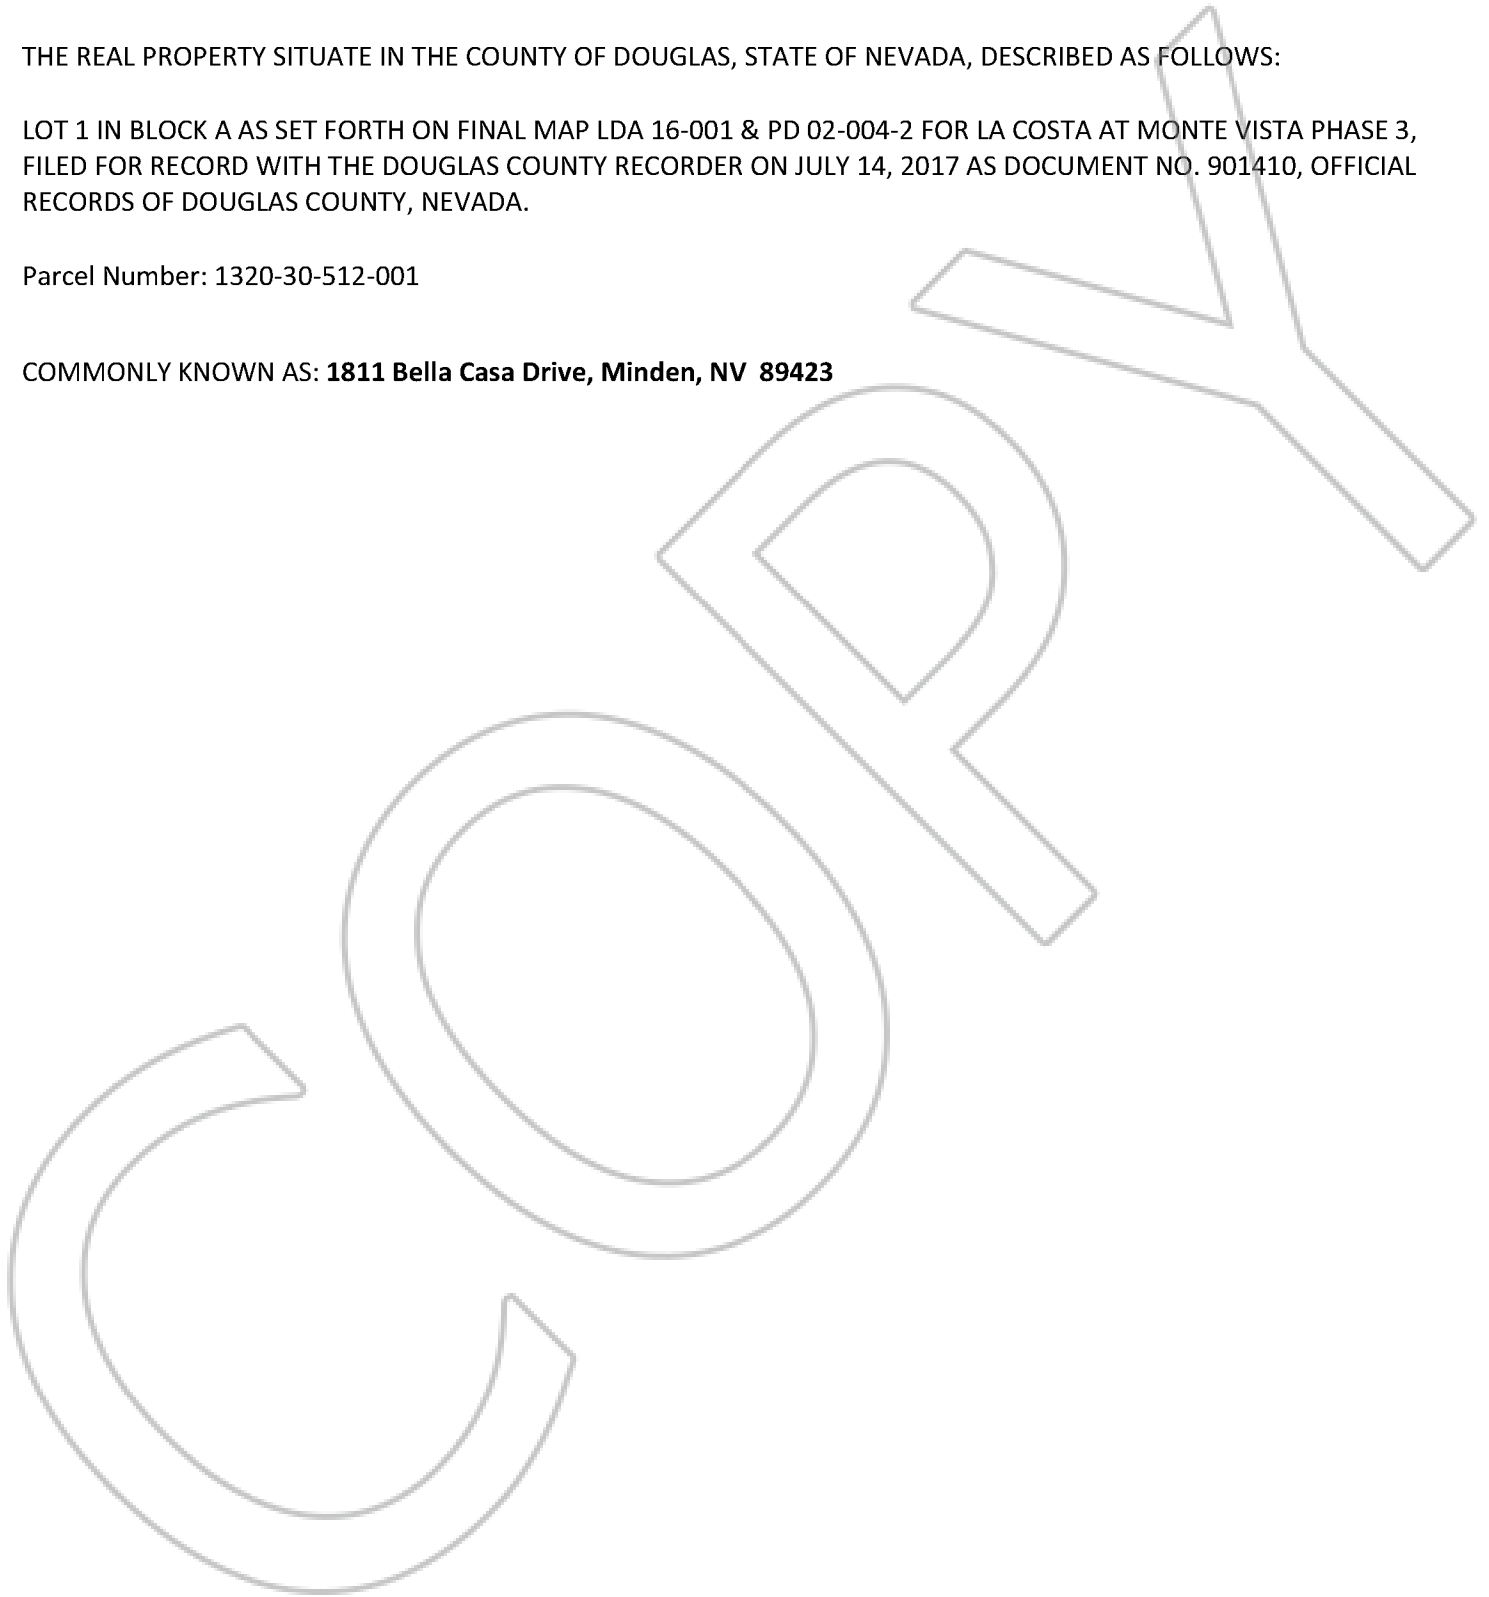 THE REAL PROPERTY SITUATE IN THE COUNTY OF DOUGLAS, STATE OF NEVADA, DESCRIBED AS FOLLOWS:
LOT 1 IN BLOCK A AS SET FORTH ON FINAL MAP LDA 16-001 & PD 02-004-2 FOR LA COSTA AT MONTE VISTA PHASE 3,
FILED FOR RECORD WITH THE DOUGLAS COUNTY RECORDER ON JULY 14, 2017 AS DOCUMENT NO. 901410, OFFICIAL
RECORDS OF DOUGLAS COUNTY, NEVADA.
Parcel Number: 1320-30-512-001
COMMONLY KNOWN AS: 1811 Bella Casa Drive, Minden, NV  89423
COPY